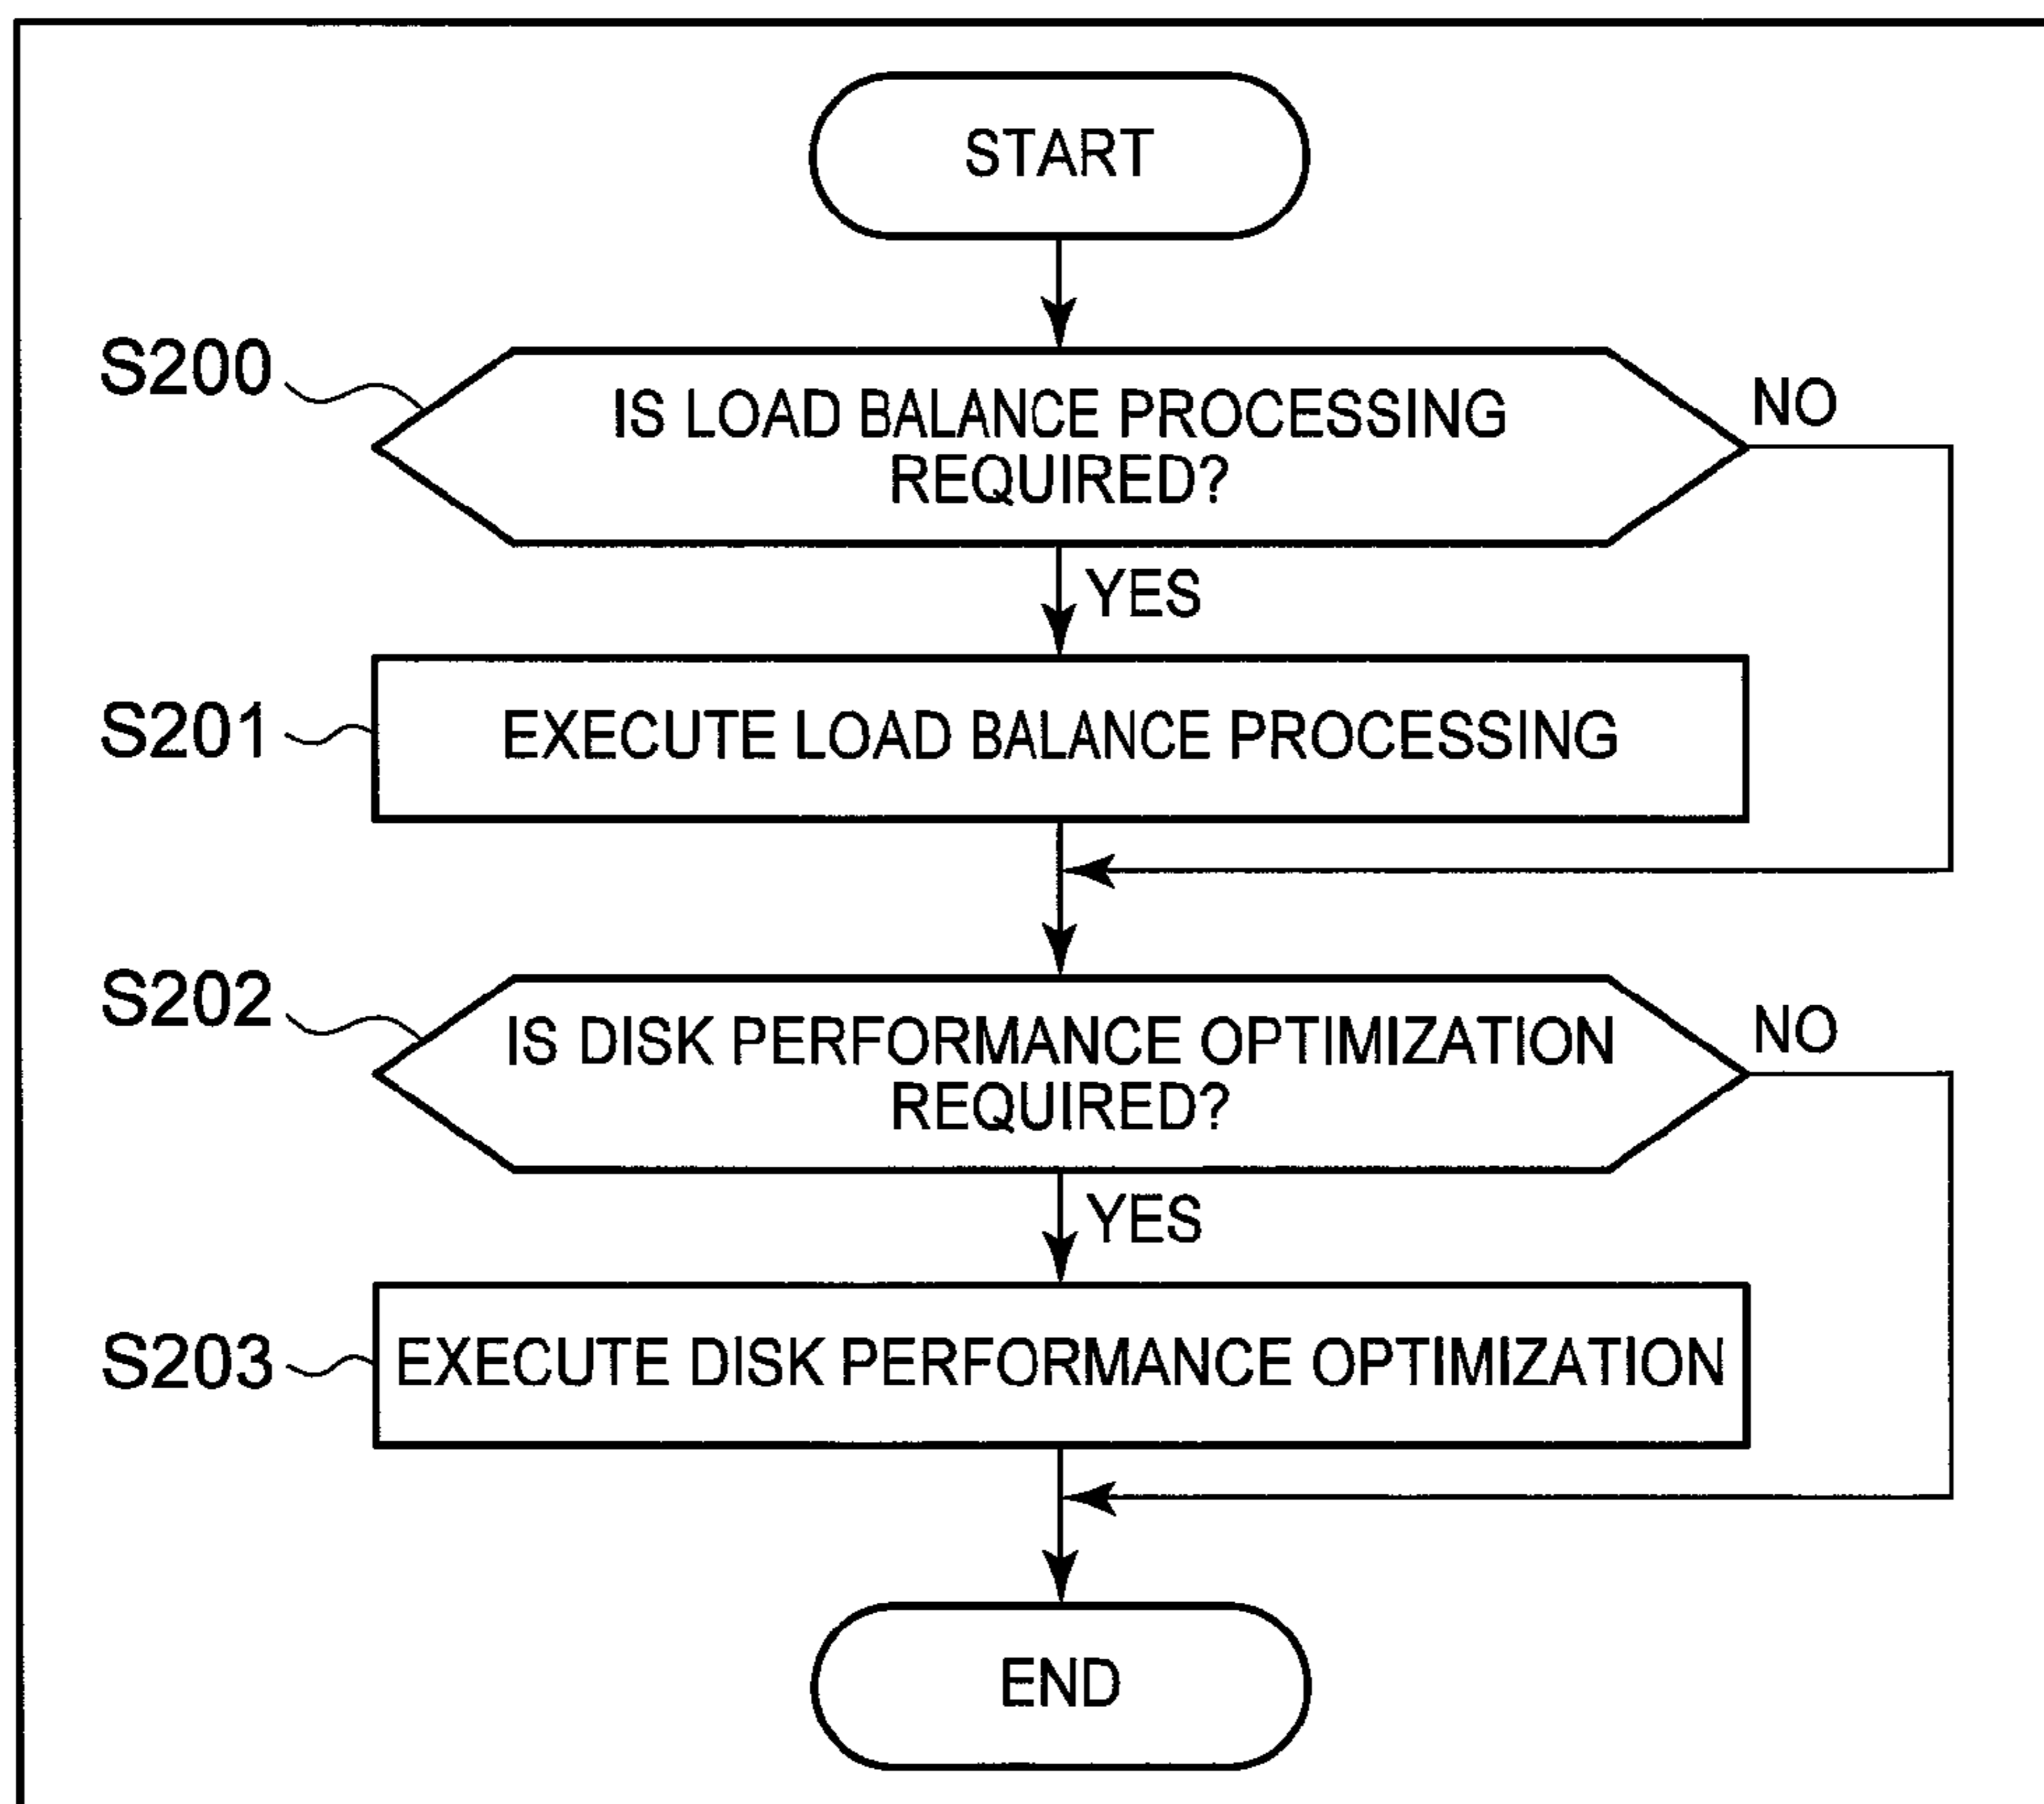 START
S200
IS LOAD BALANCE PROCESSING
REQUIRED?
NO
YES
S201
EXECUTE LOAD BALANCE PROCESSING
S202
IS DISK PERFORMANCE OPTIMIZATION
REQUIRED?
NO
YES
S203
EXECUTE DISK PERFORMANCE OPTIMIZATION
END